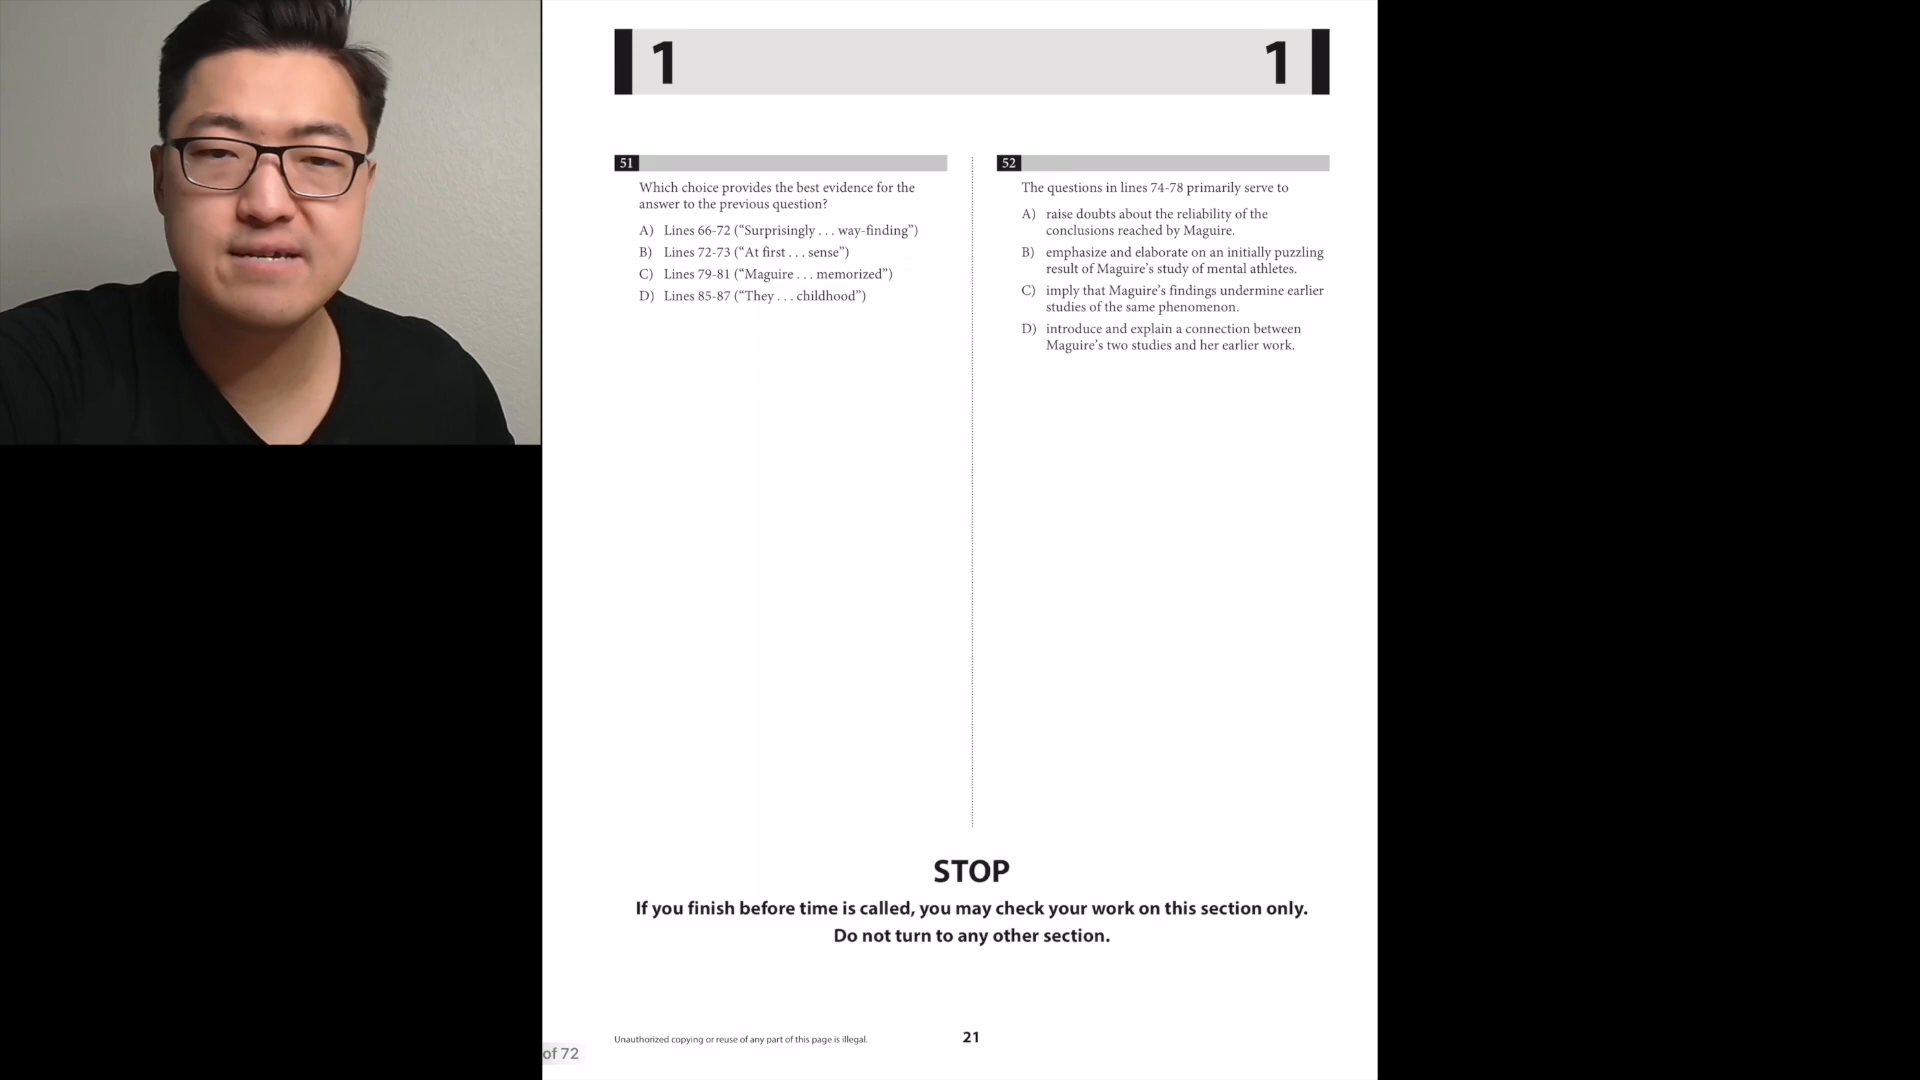 1 1
51
Which choice provides the best evidence for the
answer to the previous question?
A) Lines 66-72 (“Surprisingly . . . way-finding”)
B) Lines 72-73 (“At first . . . sense”)
C) Lines 79-81 (“Maguire . . . memorized”)
D) Lines 85-87 (“They . . . childhood”)
52
The questions in lines 74-78 primarily serve to
A) raise doubts about the reliability of the
conclusions reached by Maguire.
B) emphasize and elaborate on an initially puzzling
result of Maguire’s study of mental athletes.
C) imply that Maguire’s findings undermine earlier
studies of the same phenomenon.
D) introduce and explain a connection between
Maguire’s two studies and her earlier work.
STOP
If you finish before time is called, you may check your work on this section only.
Do not turn to any other section.
Unauthorized copying or reuse of any part of this page is illegal.
21
of 72